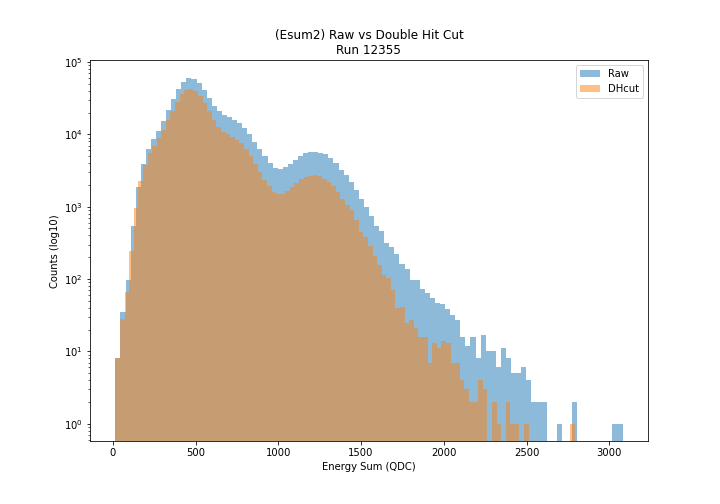 (Esum2) Raw vs Double Hit Cut
Run 12355
Raw
DHcut
Counts (log10)
10^5
10^4
10^3
10^2
10^1
10^0
0 500 1000 1500 2000 2500 3000
Energy Sum (QDC)